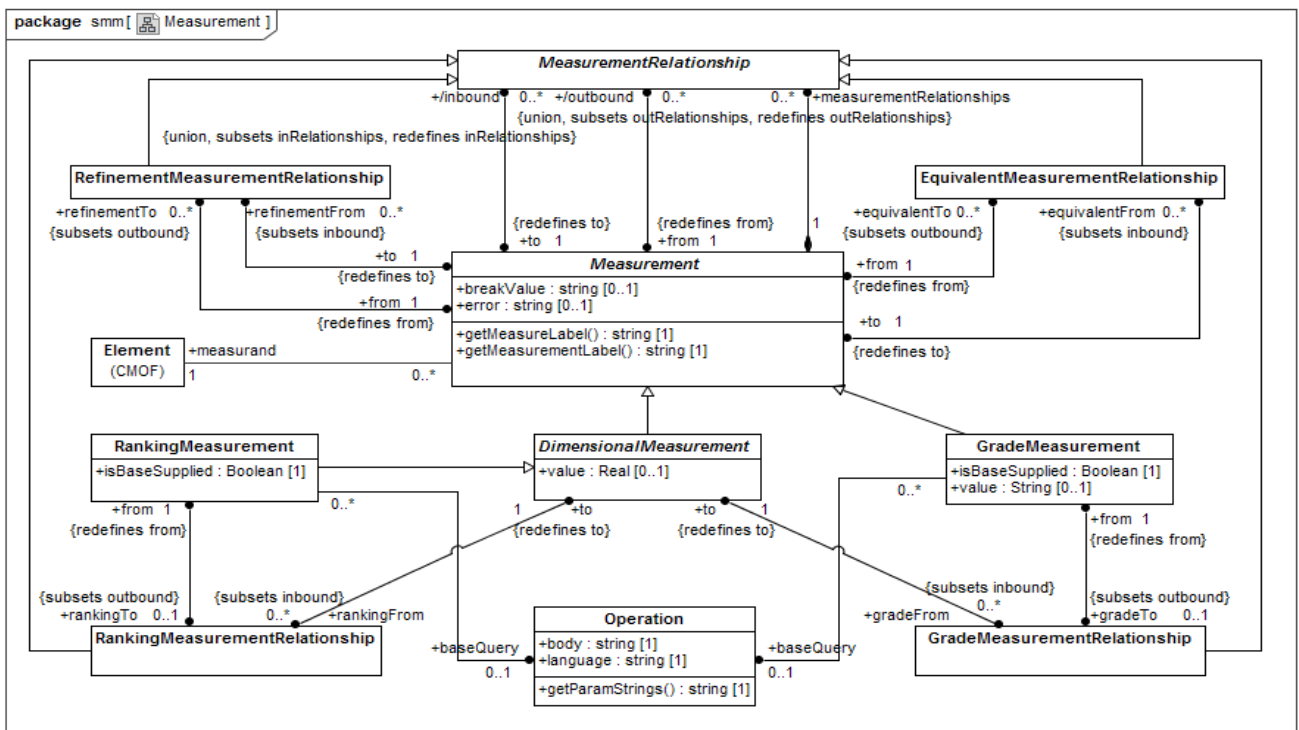 package smm [ Measurement ]
MeasurementRelationship
+/inbound 0..* +/outbound 0..* 0..* +measurementRelationships
{union, subsets outRelationships, redefines outRelationships}
{union, subsets inRelationships, redefines inRelationships}
RefinementMeasurementRelationship
EquivalentMeasurementRelationship
+refinementTo 0..* +refinementFrom 0..*
{subsets outbound} {subsets inbound}
+equivalentTo 0..* +equivalentFrom 0..*
{subsets outbound} {subsets inbound}
{redefines to} {redefines from} 1
+to 1 +from 1
+to 1
{redefines to}
+from 1
{redefines from}
Measurement
+breakValue : string [0..1]
+error : string [0..1]
+getMeasureLabel() : string [1]
+getMeasurementLabel() : string [1]
+from 1
{redefines from}
+to 1
{redefines to}
Element
(CMOF)
+measurand
1 0..*
RankingMeasurement
+isBaseSupplied : Boolean [1]
DimensionalMeasurement
+value : Real [0..1]
GradeMeasurement
+isBaseSupplied : Boolean [1]
+value : String [0..1]
+from 1 0..*
{redefines from}
1 +to
{redefines to}
+to 1
{redefines to}
0..*
+from 1
{redefines from}
{subsets outbound} {subsets inbound}
+rankingTo 0..1 0..* +rankingFrom
RankingMeasurementRelationship
{subsets inbound}
0..*
+gradeFrom
{subsets outbound}
+gradeTo 0..1
GradeMeasurementRelationship
+baseQuery
0..1
Operation
+body : string [1]
+language : string [1]
+getParamStrings() : string [1]
+baseQuery
0..1